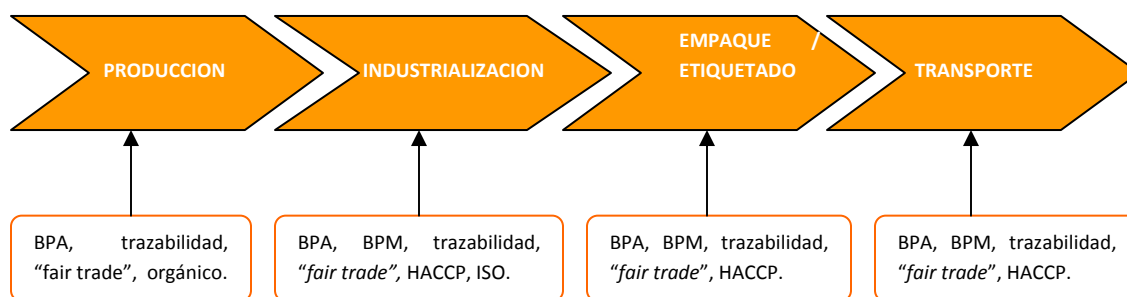 PRODUCCION
INDUSTRIALIZACION
EMPAQUE /
ETIQUETADO
TRANSPORTE
BPA, trazabilidad,
“fair trade”, orgánico.
BPA, BPM, trazabilidad,
“fair trade”, HACCP, ISO.
BPA, BPM, trazabilidad,
“fair trade”, HACCP.
BPA, BPM, trazabilidad,
“fair trade”, HACCP.